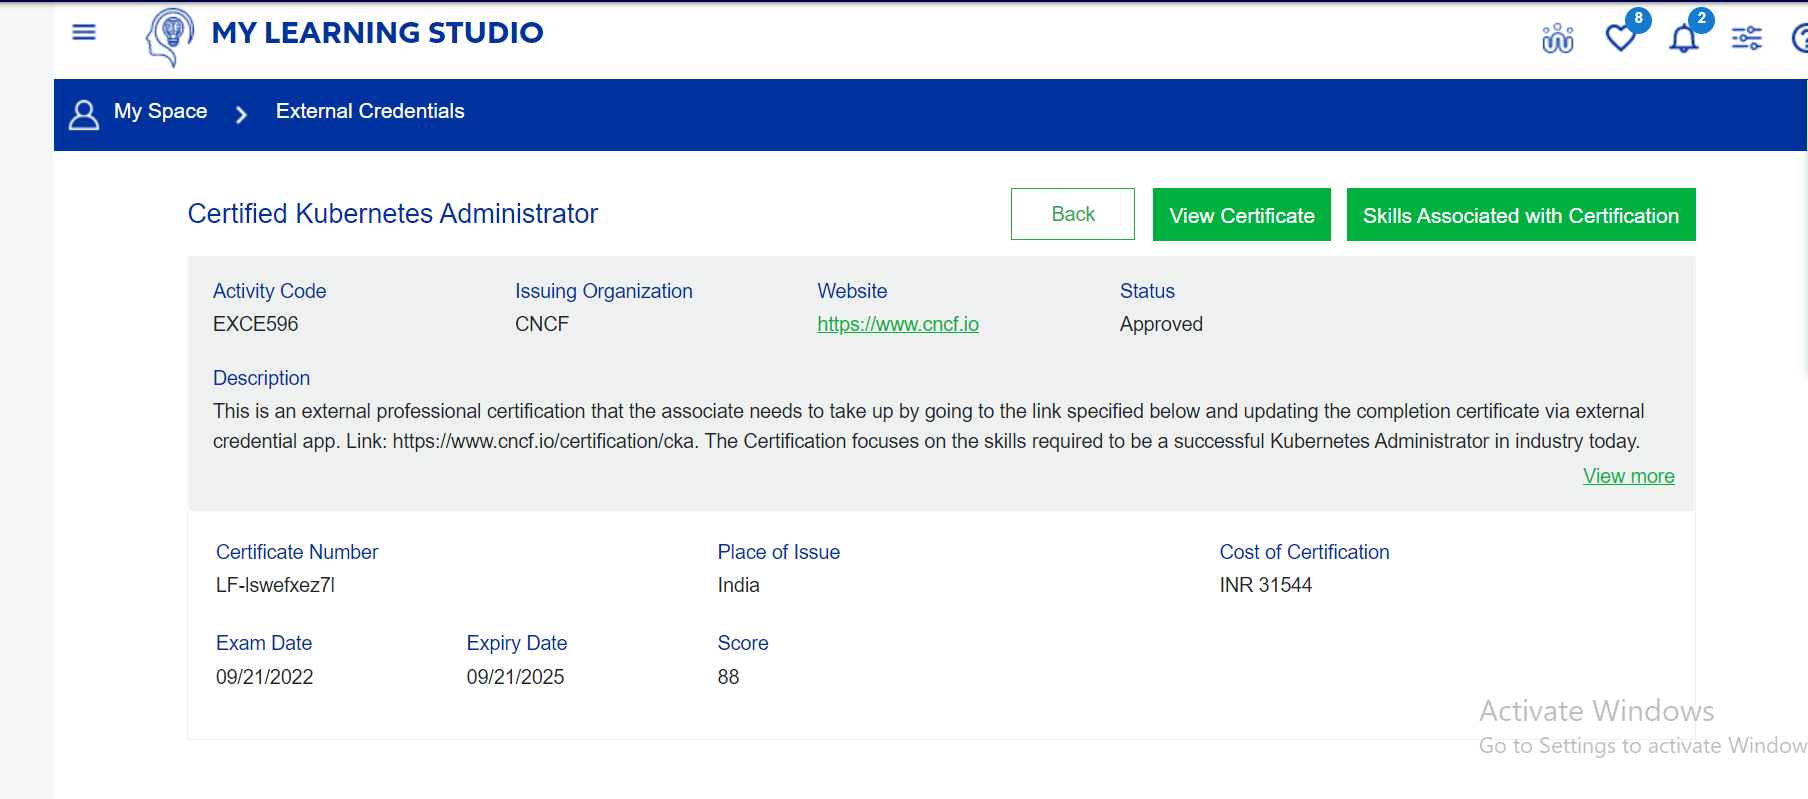 MY LEARNING STUDIO
8
2
My Space
External Credentials
Certified Kubernetes Administrator
Back
View Certificate
Skills Associated with Certification
Activity Code
Issuing Organization
Website
Status
EXCE596
CNCF
https://www.cncf.io
Approved
Description
This is an external professional certification that the associate needs to take up by going to the link specified below and updating the completion certificate via external
credential app. Link: https://www.cncf.io/certification/cka. The Certification focuses on the skills required to be a successful Kubernetes Administrator in industry today.
View more
Certificate Number
Place of Issue
Cost of Certification
LF-lswefxez7l
India
INR 31544
Exam Date
Expiry Date
Score
09/21/2022
09/21/2025
88
Activate Windows
Go to Settings to activate Window